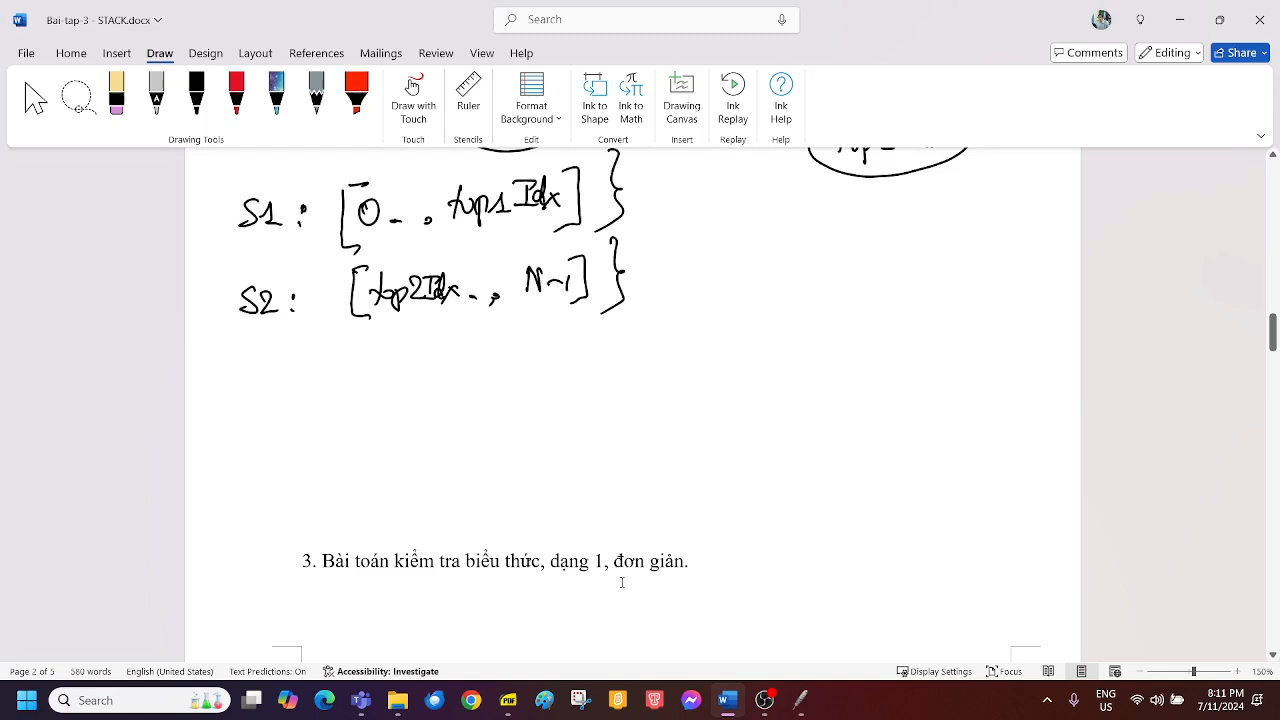 Bai-tap-3 - STACK.docx
Search
File Home Insert Draw Design Layout References Mailings Review View Help
Comments Editing Share
Draw with Touch
Ruler
Format Background
Ink to Shape
Ink to Math
Drawing Canvas
Ink Replay
Ink Help
Drawing Tools Touch Stencils Edit Convert Insert Replay Help
S1 : [0.., top1Idx] }
S2 : [top2Idx.., N-1] }
3. Bài toán kiểm tra biểu thức, dạng 1, đơn giản.
Page 2 of 5 580 words English (United States) Text Predictions: On Accessibility: Investigate Display Settings Focus 150%
Search ENG 8:11 PM
US 7/11/2024